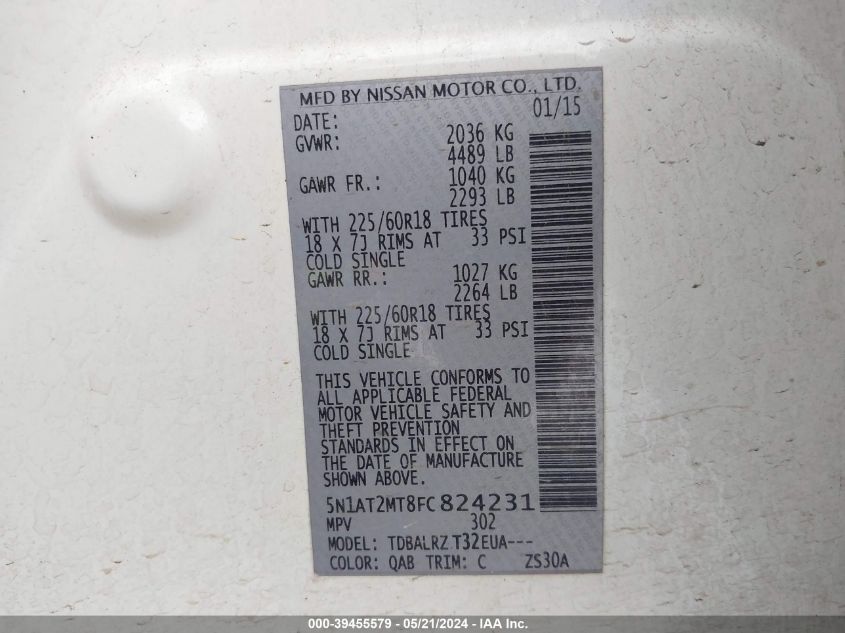 MFD BY NISSAN MOTOR CO., LTD.
DATE: 01/15
GVWR: 2036 KG
4489 LB
GAWR FR.: 1040 KG
2293 LB
WITH 225/60R18 TIRES
18 X 7J RIMS AT 33 PSI
COLD SINGLE
GAWR RR.: 1027 KG
2264 LB
WITH 225/60R18 TIRES
18 X 7J RIMS AT 33 PSI
COLD SINGLE
THIS VEHICLE CONFORMS TO
ALL APPLICABLE FEDERAL
MOTOR VEHICLE SAFETY AND
THEFT PREVENTION
STANDARDS IN EFFECT ON
THE DATE OF MANUFACTURE
SHOWN ABOVE.
5N1AT2MT8FC824231
MPV 302
MODEL: TDBALRZ T32EUA---
COLOR: QAB TRIM: C ZS30A
000-39455579 - 05/21/2024 - IAA Inc.